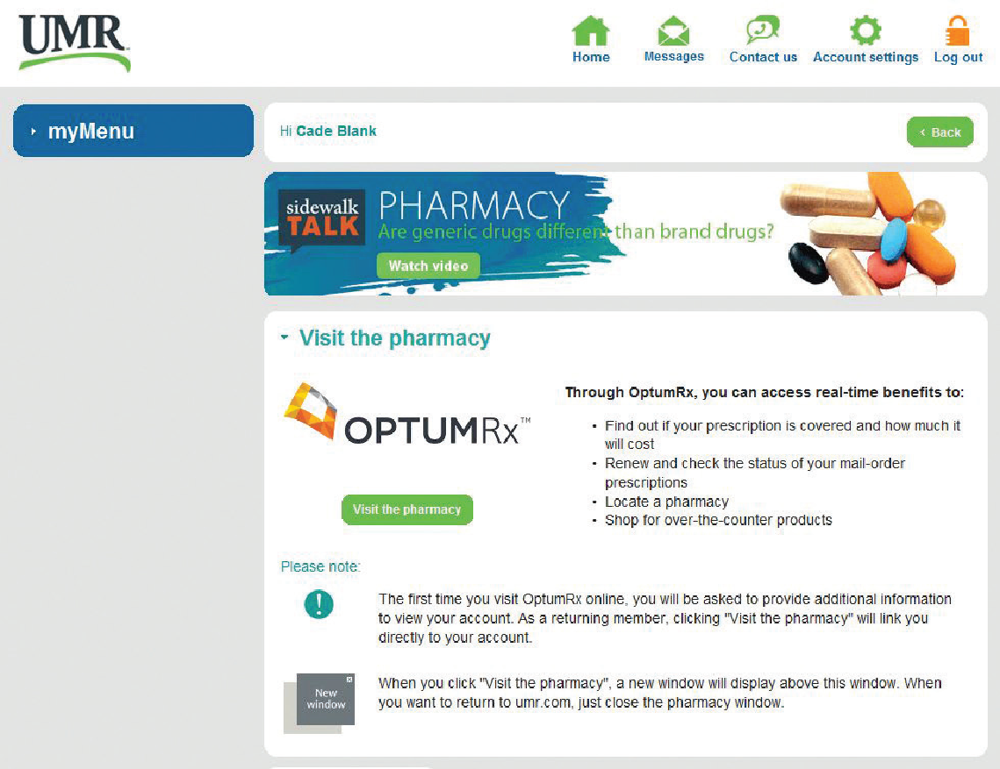 UMR
Home
Messages
Contact us
Account settings
Log out
myMenu
Hi Cade Blank
‹ Back
sidewalk
TALK
PHARMACY
Are generic drugs different than brand drugs?
Watch video
Visit the pharmacy
OPTUMRx™
Visit the pharmacy
Through OptumRx, you can access real-time benefits to:
• Find out if your prescription is covered and how much it
will cost
• Renew and check the status of your mail-order
prescriptions
• Locate a pharmacy
• Shop for over-the-counter products
Please note:
The first time you visit OptumRx online, you will be asked to provide additional information
to view your account. As a returning member, clicking "Visit the pharmacy" will link you
directly to your account.
New
window
When you click "Visit the pharmacy", a new window will display above this window. When
you want to return to umr.com, just close the pharmacy window.